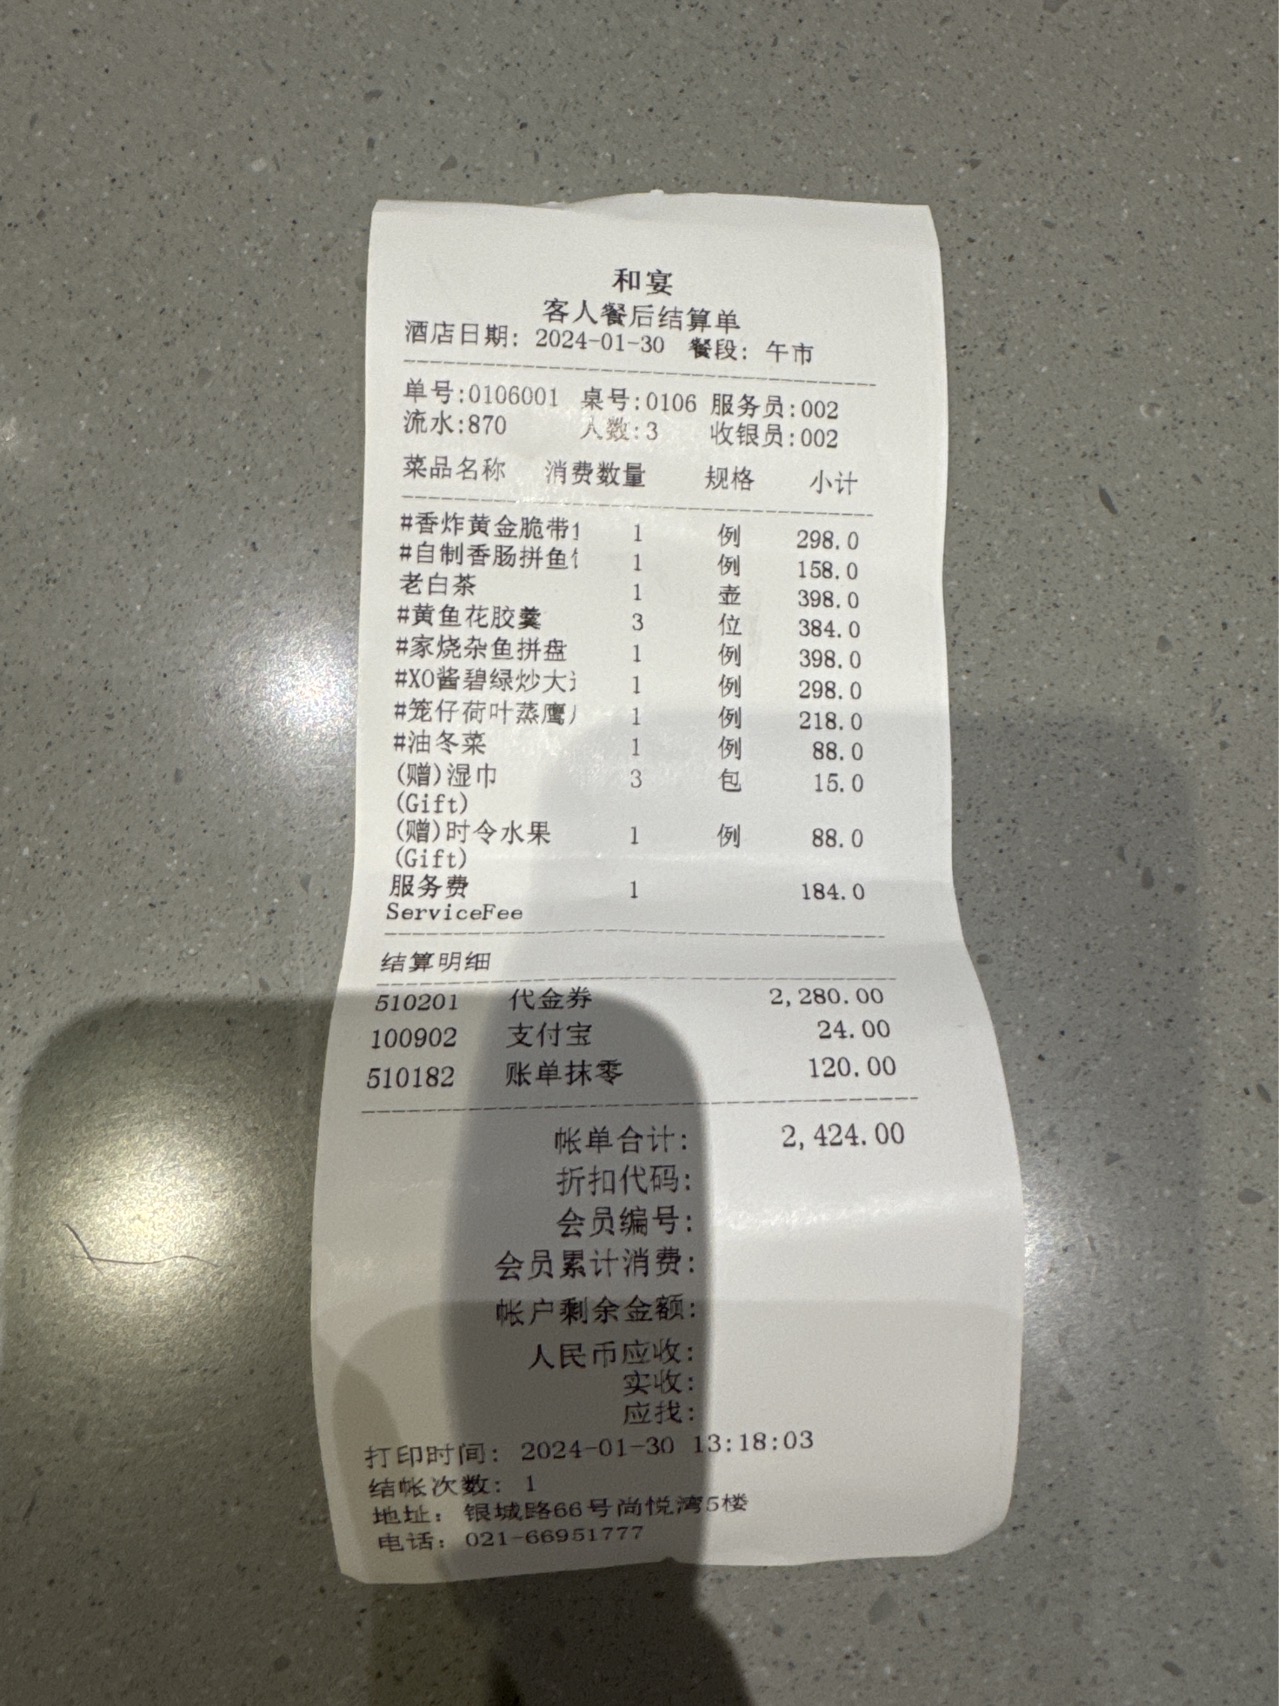 和宴
客人餐后结算单
酒店日期: 2024-01-30 餐段: 午市
单号:0106001 桌号:0106 服务员:002
流水:870 人数:3 收银员:002
菜品名称 消费数量 规格 小计
#香炸黄金脆带 1 例 298.0
#自制香肠拼鱼 1 例 158.0
老白茶 1 壶 398.0
#黄鱼花胶羹 3 位 384.0
#家烧杂鱼拼盘 1 例 398.0
#XO酱碧绿炒大 1 例 298.0
#笼仔荷叶蒸鹰 1 例 218.0
#油冬菜 1 例 88.0
(赠)湿巾 3 包 15.0
(Gift)
(赠)时令水果 1 例 88.0
(Gift)
服务费 1 184.0
ServiceFee
结算明细
510201 代金券 2,280.00
100902 支付宝 24.00
510182 账单抹零 120.00
帐单合计: 2,424.00
折扣代码:
会员编号:
会员累计消费:
帐户剩余金额:
人民币应收:
实收:
应找:
打印时间: 2024-01-30 13:18:03
结帐次数: 1
地址: 银城路66号尚悦湾5楼
电话: 021-66951777